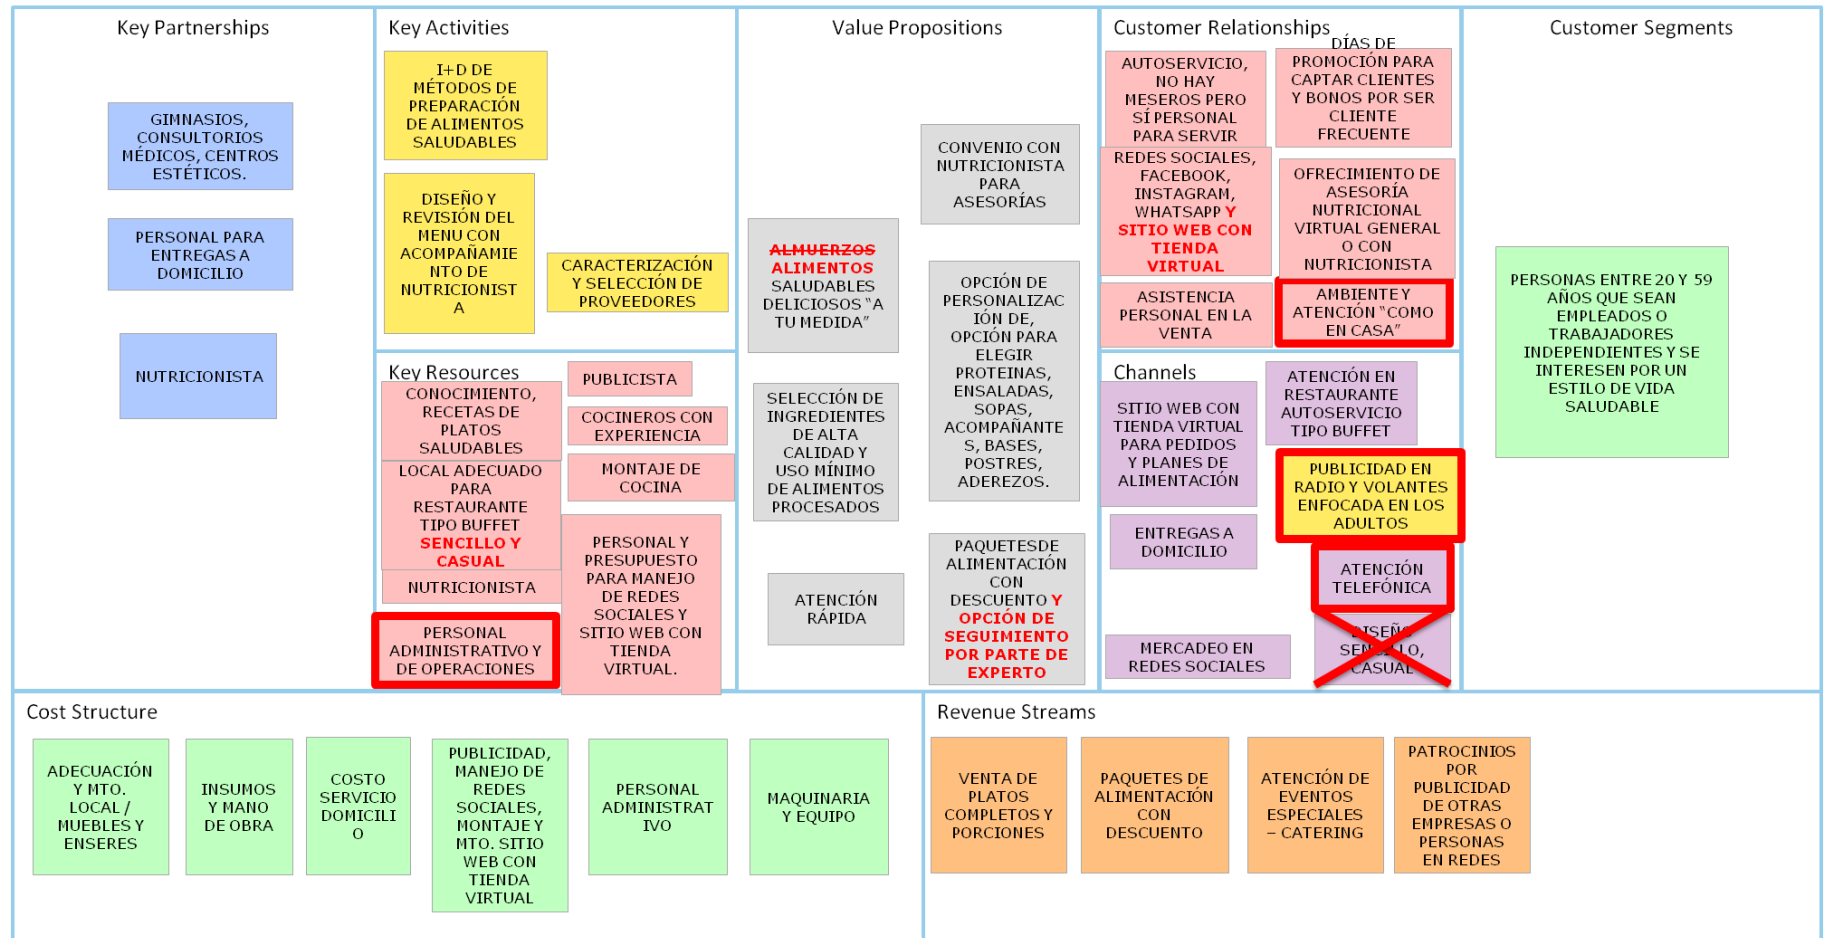 Key Partnerships
GIMNASIOS,
CONSULTORIOS
MÉDICOS, CENTROS
ESTÉTICOS.
PERSONAL PARA
ENTREGAS A
DOMICILIO
NUTRICIONISTA
Key Activities
I+D DE
MÉTODOS DE
PREPARACIÓN
DE ALIMENTOS
SALUDABLES
DISEÑO Y
REVISIÓN DEL
MENU CON
ACOMPAÑAMIE
NTO DE
NUTRICIONIST
A
CARACTERIZACIÓN
Y SELECCIÓN DE
PROVEEDORES
Key Resources
CONOCIMIENTO,
RECETAS DE
PLATOS
SALUDABLES
LOCAL ADECUADO
PARA
RESTAURANTE
TIPO BUFFET
SENCILLO Y
CASUAL
NUTRICIONISTA
PERSONAL
ADMINISTRATIVO Y
DE OPERACIONES
PUBLICISTA
COCINEROS CON
EXPERIENCIA
MONTAJE DE
COCINA
PERSONAL Y
PRESUPUESTO
PARA MANEJO
DE REDES
SOCIALES Y
SITIO WEB CON
TIENDA
VIRTUAL.
Value Propositions
CONVENIO CON
NUTRICIONISTA
PARA
ASESORÍAS
ALMUERZOS
ALIMENTOS
SALUDABLES
DELICIOSOS "A
TU MEDIDA"
OPCIÓN DE
PERSONALIZAC
IÓN DE,
OPCIÓN PARA
ELEGIR
PROTEINAS,
ENSALADAS,
SOPAS,
ACOMPAÑANTE
S, BASES,
POSTRES,
ADEREZOS.
SELECCIÓN DE
INGREDIENTES
DE ALTA
CALIDAD Y
USO MÍNIMO
DE ALIMENTOS
PROCESADOS
ATENCIÓN
RÁPIDA
PAQUETESDE
ALIMENTACIÓN
CON
DESCUENTO Y
OPCIÓN DE
SEGUIMIENTO
POR PARTE DE
EXPERTO
Customer Relationships
AUTOSERVICIO,
NO HAY
MESEROS PERO
SÍ PERSONAL
PARA SERVIR
DÍAS DE
PROMOCIÓN PARA
CAPTAR CLIENTES
Y BONOS POR SER
CLIENTE
FRECUENTE
REDES SOCIALES,
FACEBOOK,
INSTAGRAM,
WHATSAPP Y
SITIO WEB CON
TIENDA
VIRTUAL
OFRECIMIENTO DE
ASESORÍA
NUTRICIONAL
VIRTUAL GENERAL
O CON
NUTRICIONISTA
ASISTENCIA
PERSONAL EN LA
VENTA
AMBIENTE Y
ATENCIÓN "COMO
EN CASA"
Channels
SITIO WEB CON
TIENDA VIRTUAL
PARA PEDIDOS
Y PLANES DE
ALIMENTACIÓN
ATENCIÓN EN
RESTAURANTE
AUTOSERVICIO
TIPO BUFFET
PUBLICIDAD EN
RADIO Y VOLANTES
ENFOCADA EN LOS
ADULTOS
ENTREGAS A
DOMICILIO
ATENCIÓN
TELEFÓNICA
MERCADEO EN
REDES SOCIALES
DISEÑO
SENCILLO,
CASUAL
Customer Segments
PERSONAS ENTRE 20 Y 59
AÑOS QUE SEAN
EMPLEADOS O
TRABAJADORES
INDEPENDIENTES Y SE
INTERESEN POR UN
ESTILO DE VIDA
SALUDABLE
Cost Structure
ADECUACIÓN
Y MTO.
LOCAL /
MUEBLES Y
ENSERES
INSUMOS
Y MANO
DE OBRA
COSTO
SERVICIO
DOMICILI
O
PUBLICIDAD,
MANEJO DE
REDES
SOCIALES,
MONTAJE Y
MTO. SITIO
WEB CON
TIENDA
VIRTUAL
PERSONAL
ADMINISTRAT
IVO
MAQUINARIA
Y EQUIPO
Revenue Streams
VENTA DE
PLATOS
COMPLETOS Y
PORCIONES
PAQUETES DE
ALIMENTACIÓN
CON
DESCUENTO
ATENCIÓN DE
EVENTOS
ESPECIALES
– CATERING
PATROCINIOS
POR
PUBLICIDAD
DE OTRAS
EMPRESAS O
PERSONAS
EN REDES